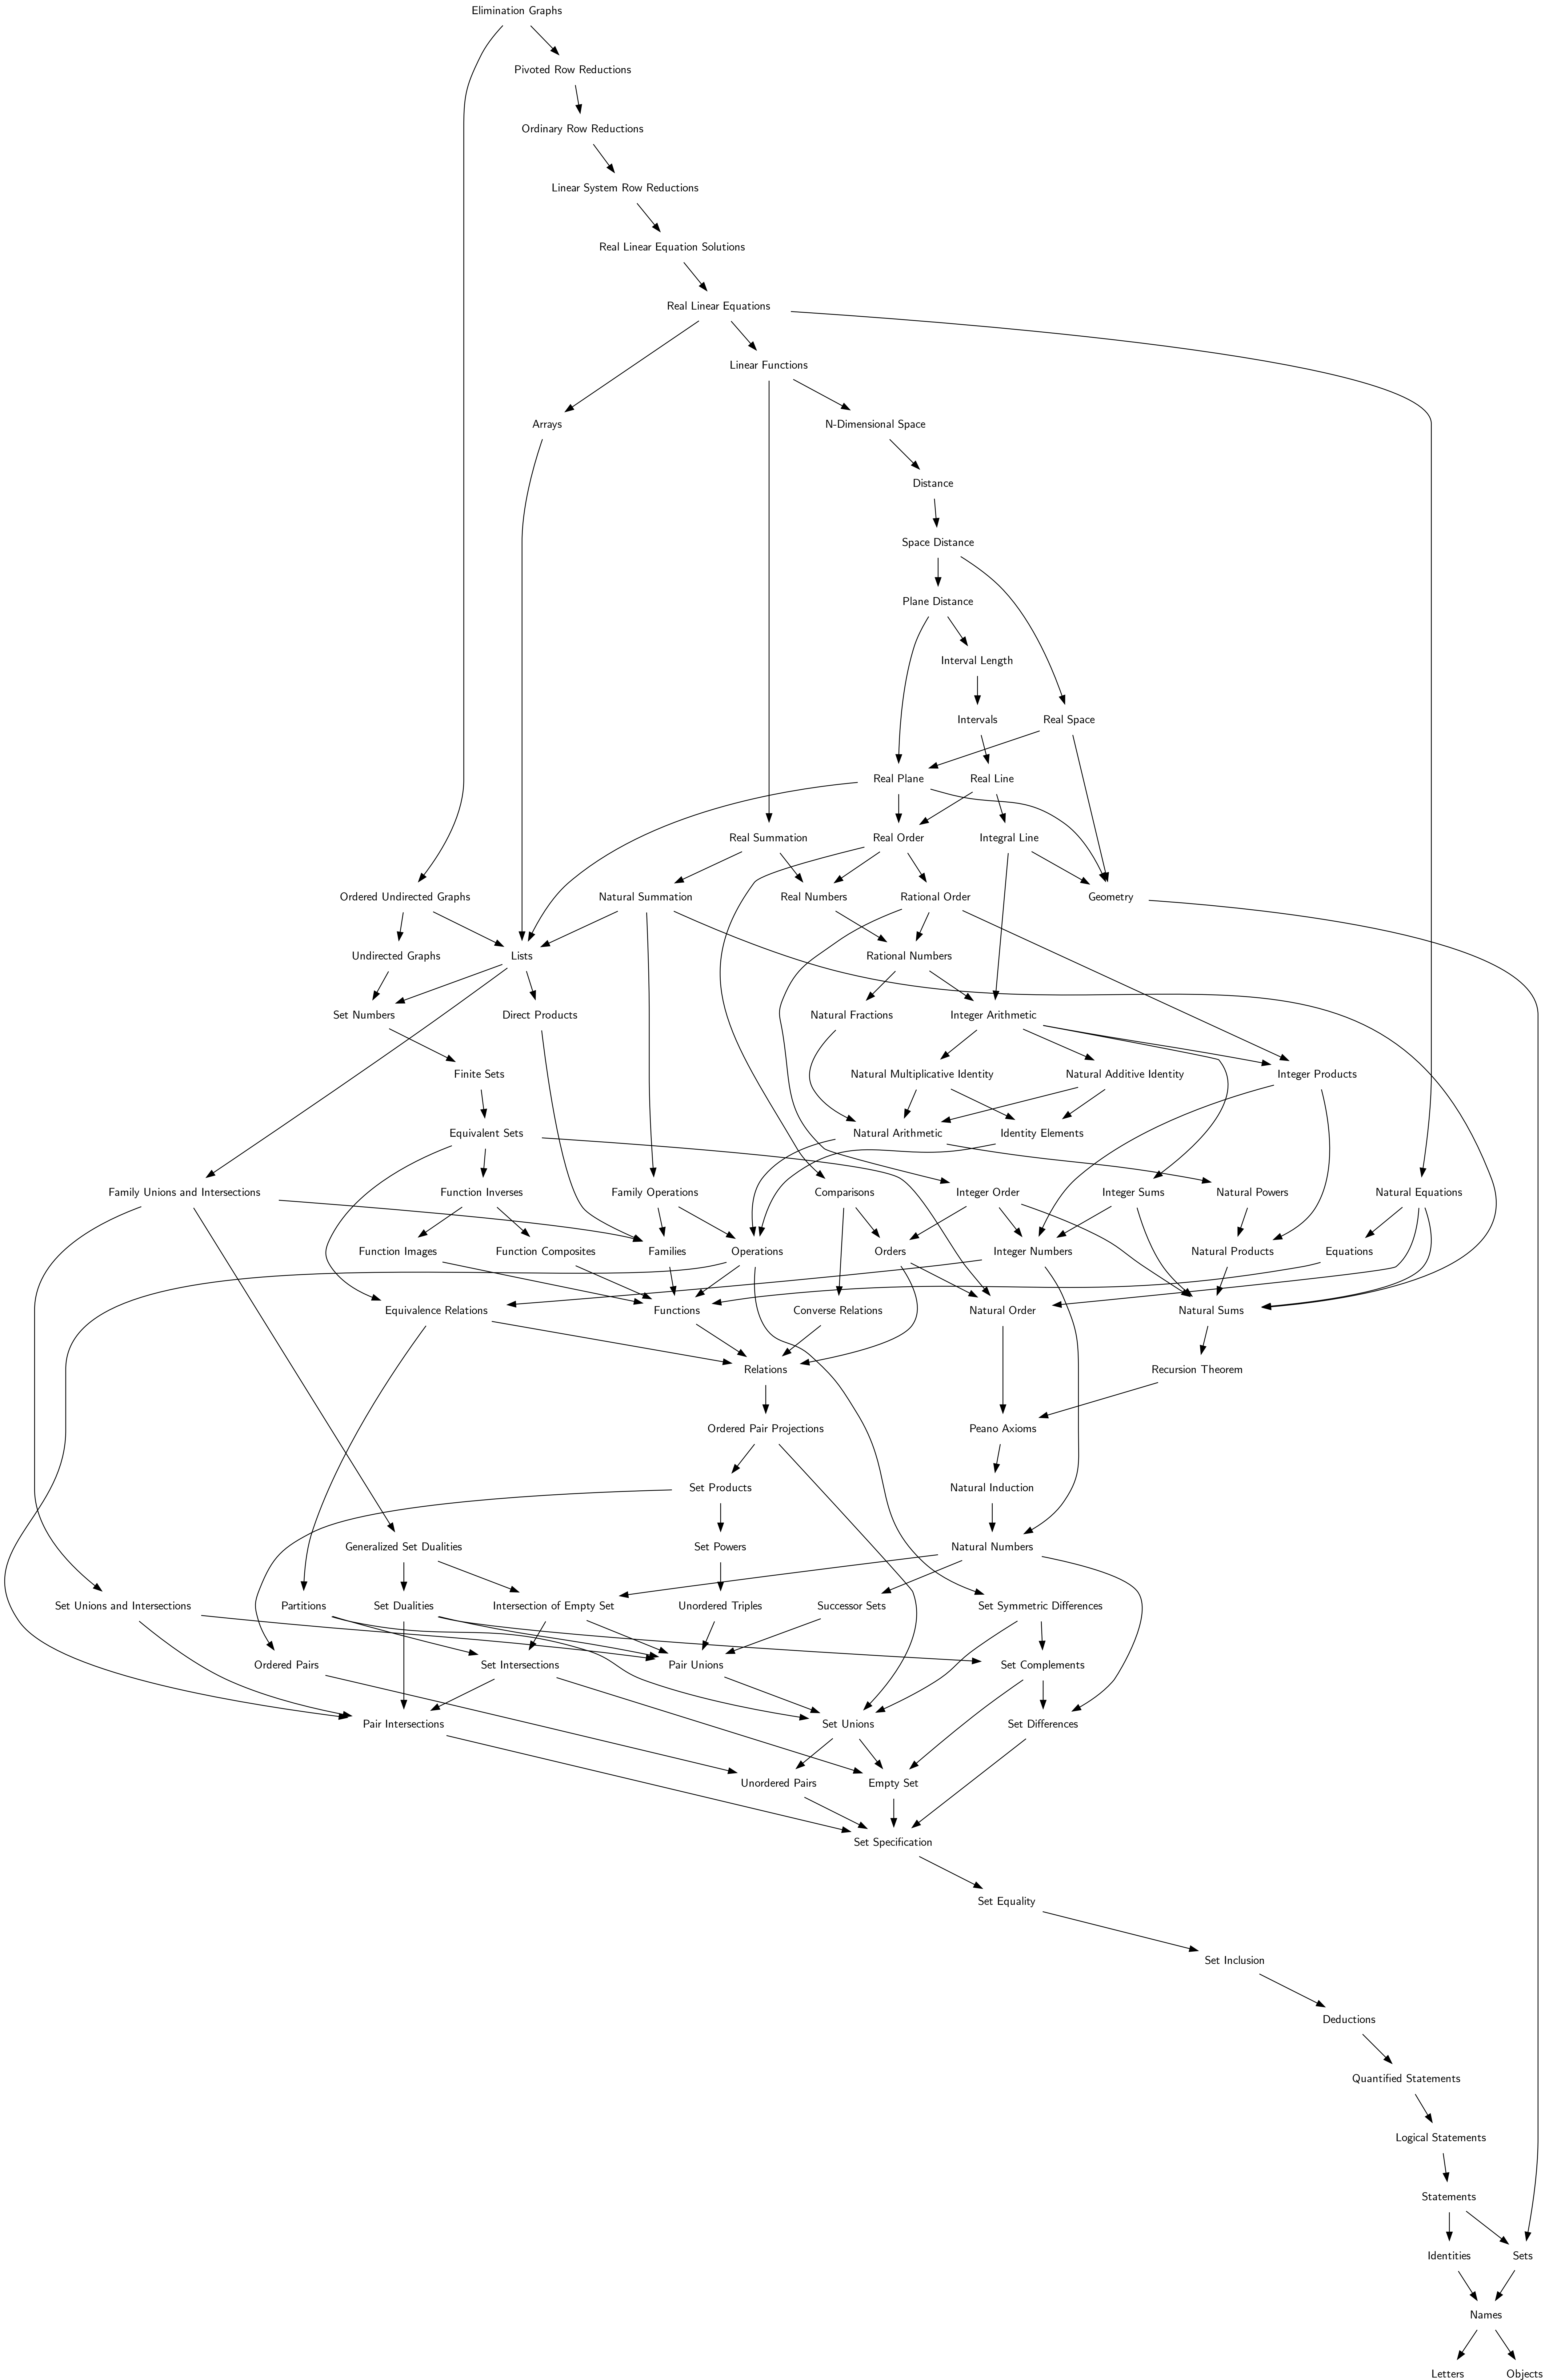 Elimination Graphs
Pivoted Row Reductions
Ordinary Row Reductions
Linear System Row Reductions
Real Linear Equation Solutions
Real Linear Equations
Linear Functions
Arrays
N-Dimensional Space
Distance
Space Distance
Plane Distance
Interval Length
Intervals
Real Space
Real Plane
Real Line
Real Summation
Real Order
Integral Line
Ordered Undirected Graphs
Natural Summation
Real Numbers
Rational Order
Geometry
Undirected Graphs
Lists
Rational Numbers
Set Numbers
Direct Products
Natural Fractions
Integer Arithmetic
Finite Sets
Natural Multiplicative Identity
Natural Additive Identity
Integer Products
Equivalent Sets
Natural Arithmetic
Identity Elements
Family Unions and Intersections
Function Inverses
Family Operations
Comparisons
Integer Order
Integer Sums
Natural Powers
Natural Equations
Function Images
Function Composites
Families
Operations
Orders
Integer Numbers
Natural Products
Equations
Equivalence Relations
Functions
Converse Relations
Natural Order
Natural Sums
Relations
Recursion Theorem
Ordered Pair Projections
Peano Axioms
Set Products
Natural Induction
Generalized Set Dualities
Set Powers
Natural Numbers
Set Unions and Intersections
Partitions
Set Dualities
Intersection of Empty Set
Unordered Triples
Successor Sets
Set Symmetric Differences
Ordered Pairs
Set Intersections
Pair Unions
Set Complements
Pair Intersections
Set Unions
Set Differences
Unordered Pairs
Empty Set
Set Specification
Set Equality
Set Inclusion
Deductions
Quantified Statements
Logical Statements
Statements
Identities
Sets
Names
Letters
Objects